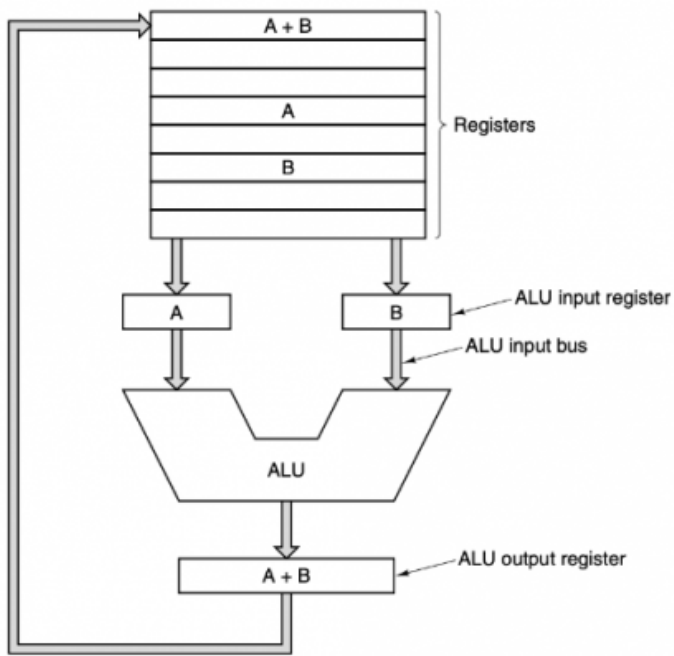 A + B
A
Registers
B
A
B
ALU input register
ALU input bus
ALU
ALU output register
A + B